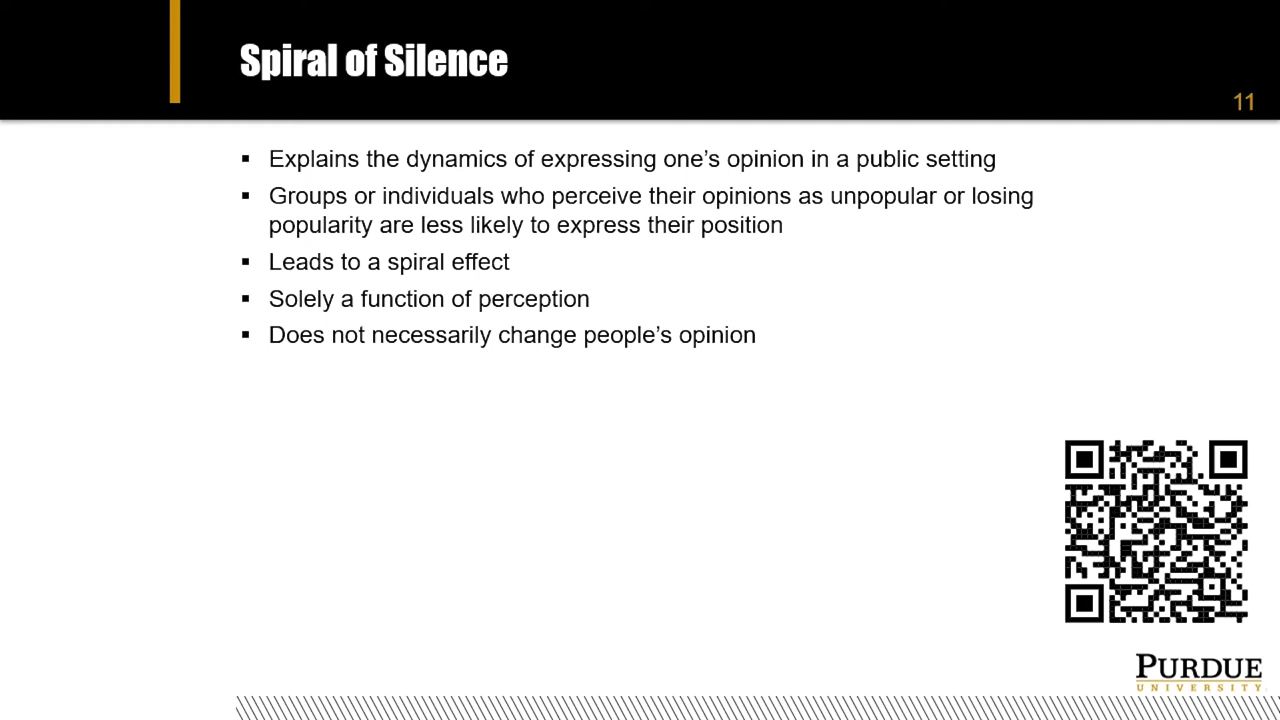 Spiral of Silence
11
▪ Explains the dynamics of expressing one’s opinion in a public setting
▪ Groups or individuals who perceive their opinions as unpopular or losing
popularity are less likely to express their position
▪ Leads to a spiral effect
▪ Solely a function of perception
▪ Does not necessarily change people’s opinion
PURDUE
UNIVERSITY